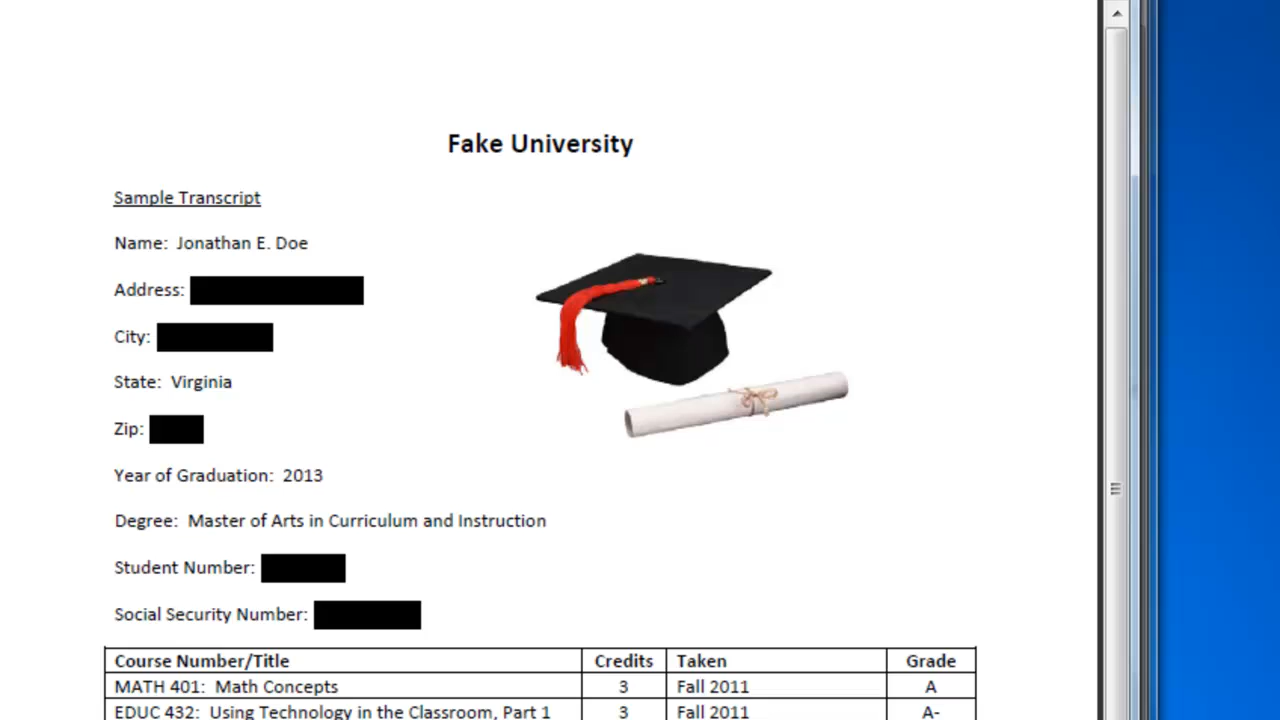 Fake University
Sample Transcript
Name: Jonathan E. Doe
Address:
City:
State: Virginia
Zip:
Year of Graduation: 2013
Degree: Master of Arts in Curriculum and Instruction
Student Number:
Social Security Number:
Course Number/Title Credits Taken Grade
MATH 401: Math Concepts 3 Fall 2011 A
EDUC 432: Using Technology in the Classroom, Part 1 3 Fall 2011 A-